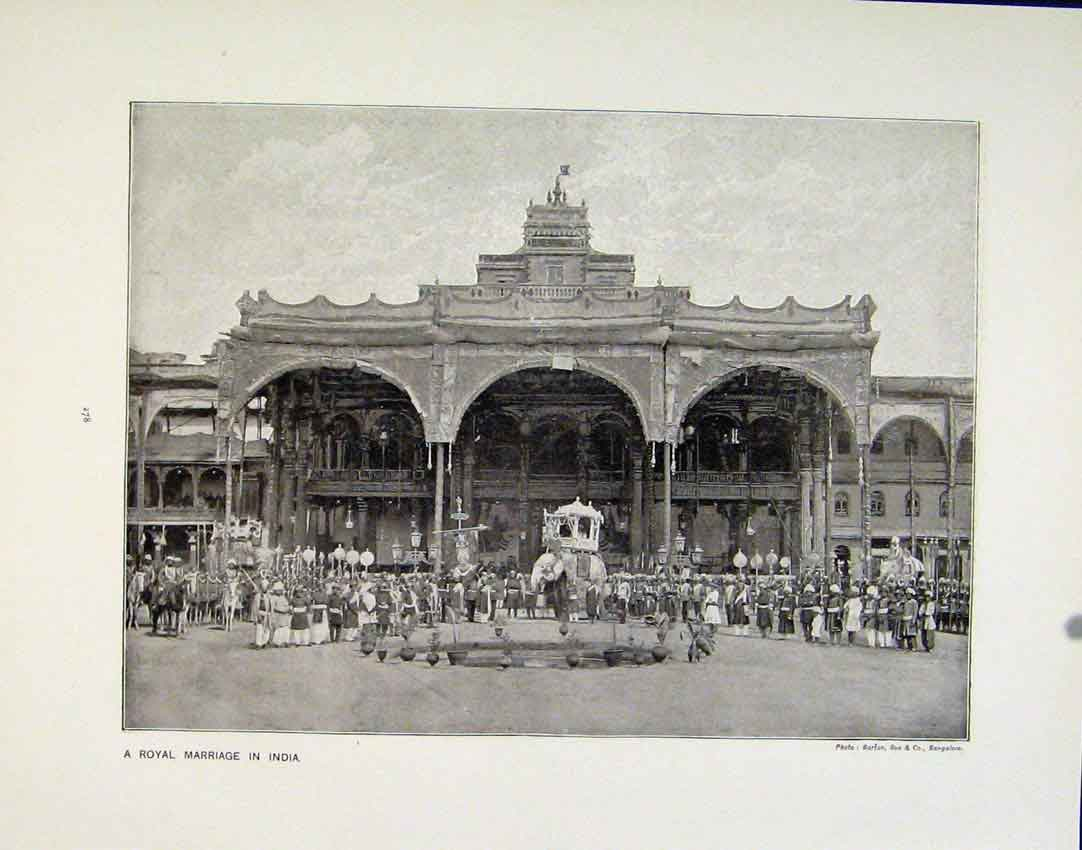 278
A ROYAL MARRIAGE IN INDIA.
Photo : Barton, Son & Co., Bangalore.